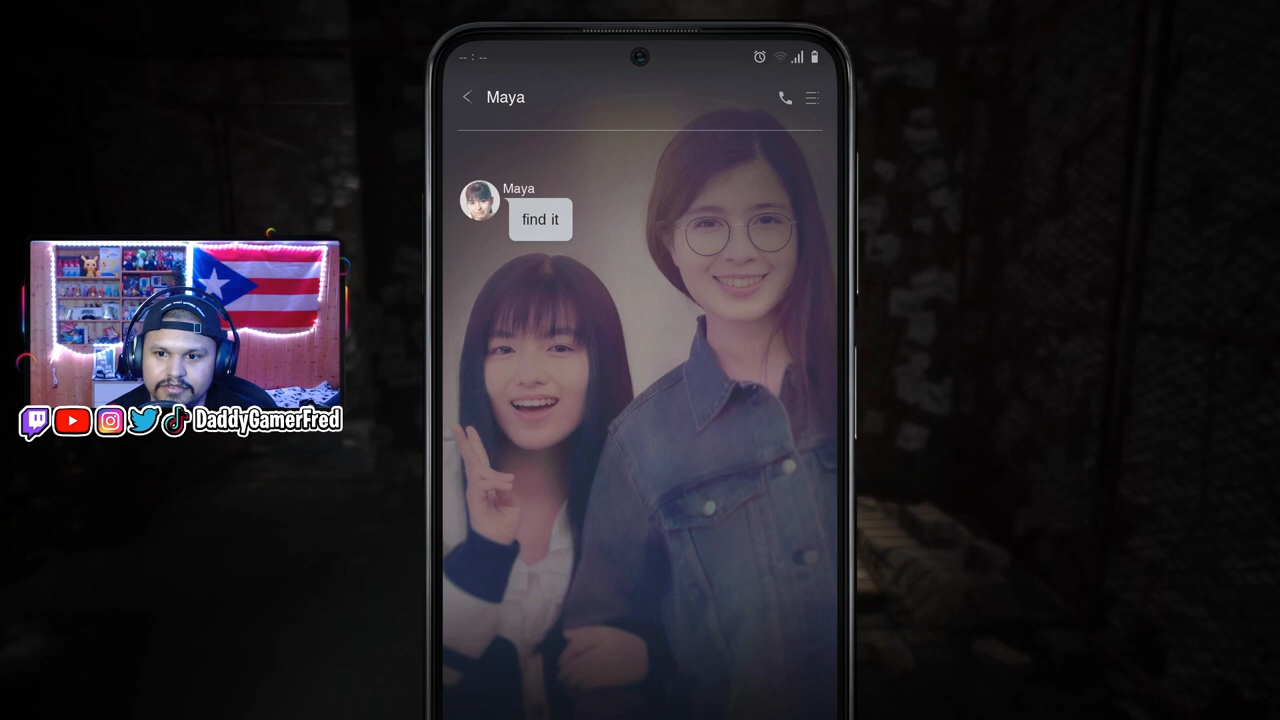 -- : --
Maya
Maya
find it
DaddyGamerFred